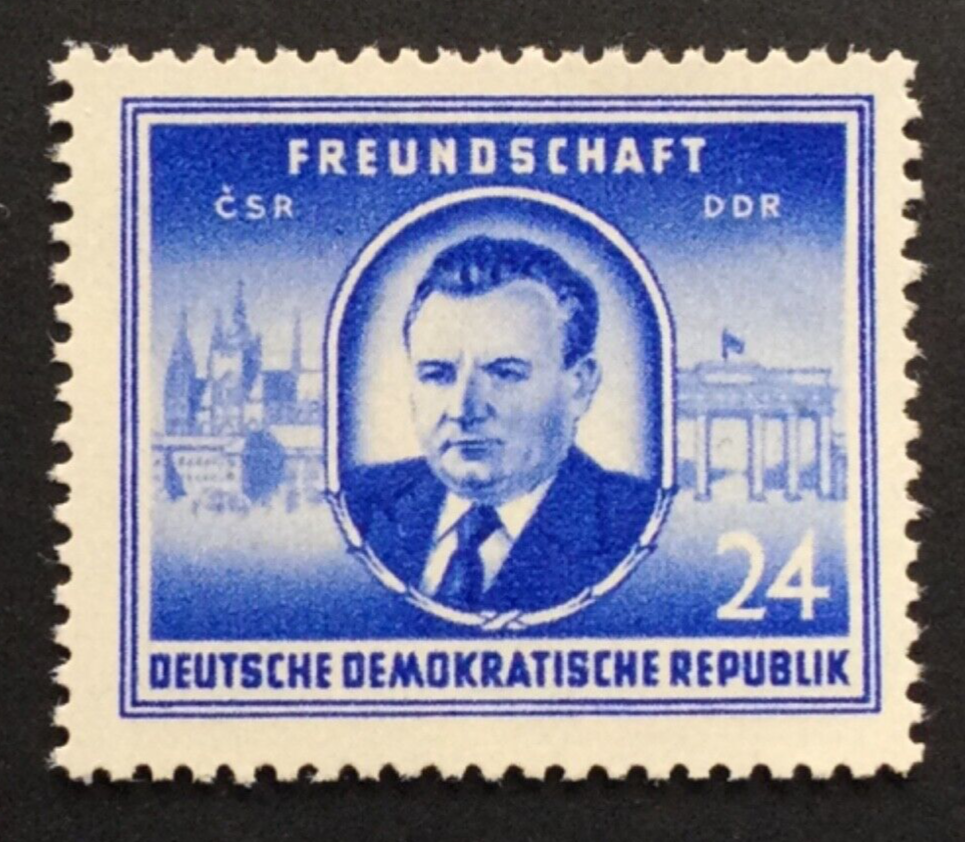 FREUNDSCHAFT
ČSR DDR
24
DEUTSCHE DEMOKRATISCHE REPUBLIK